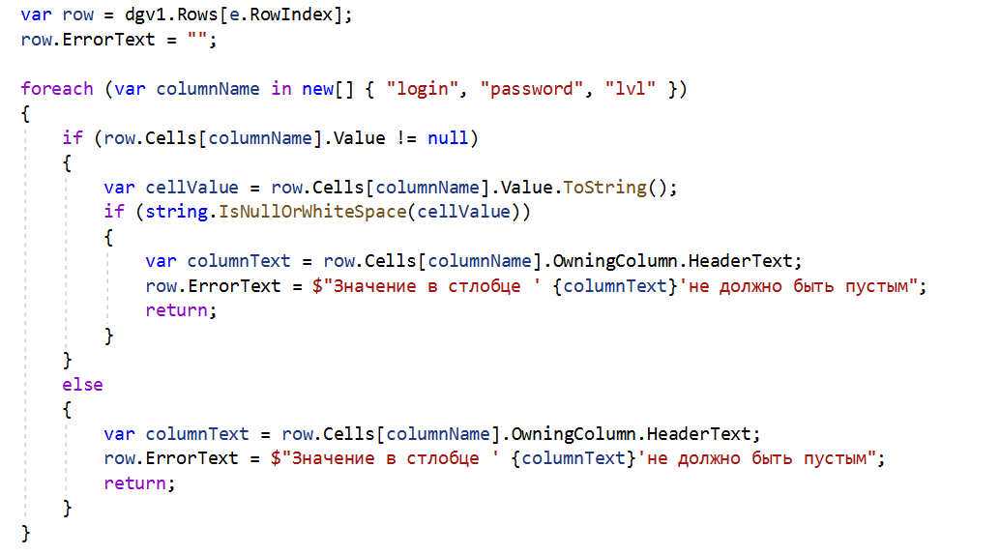 var row = dgv1.Rows[e.RowIndex];
row.ErrorText = "";
foreach (var columnName in new[] { "login", "password", "lvl" })
{
if (row.Cells[columnName].Value != null)
{
var cellValue = row.Cells[columnName].Value.ToString();
if (string.IsNullOrWhiteSpace(cellValue))
{
var columnText = row.Cells[columnName].OwningColumn.HeaderText;
row.ErrorText = $"Значение в стлобце ' {columnText}'не должно быть пустым";
return;
}
}
else
{
var columnText = row.Cells[columnName].OwningColumn.HeaderText;
row.ErrorText = $"Значение в стлобце ' {columnText}'не должно быть пустым";
return;
}
}